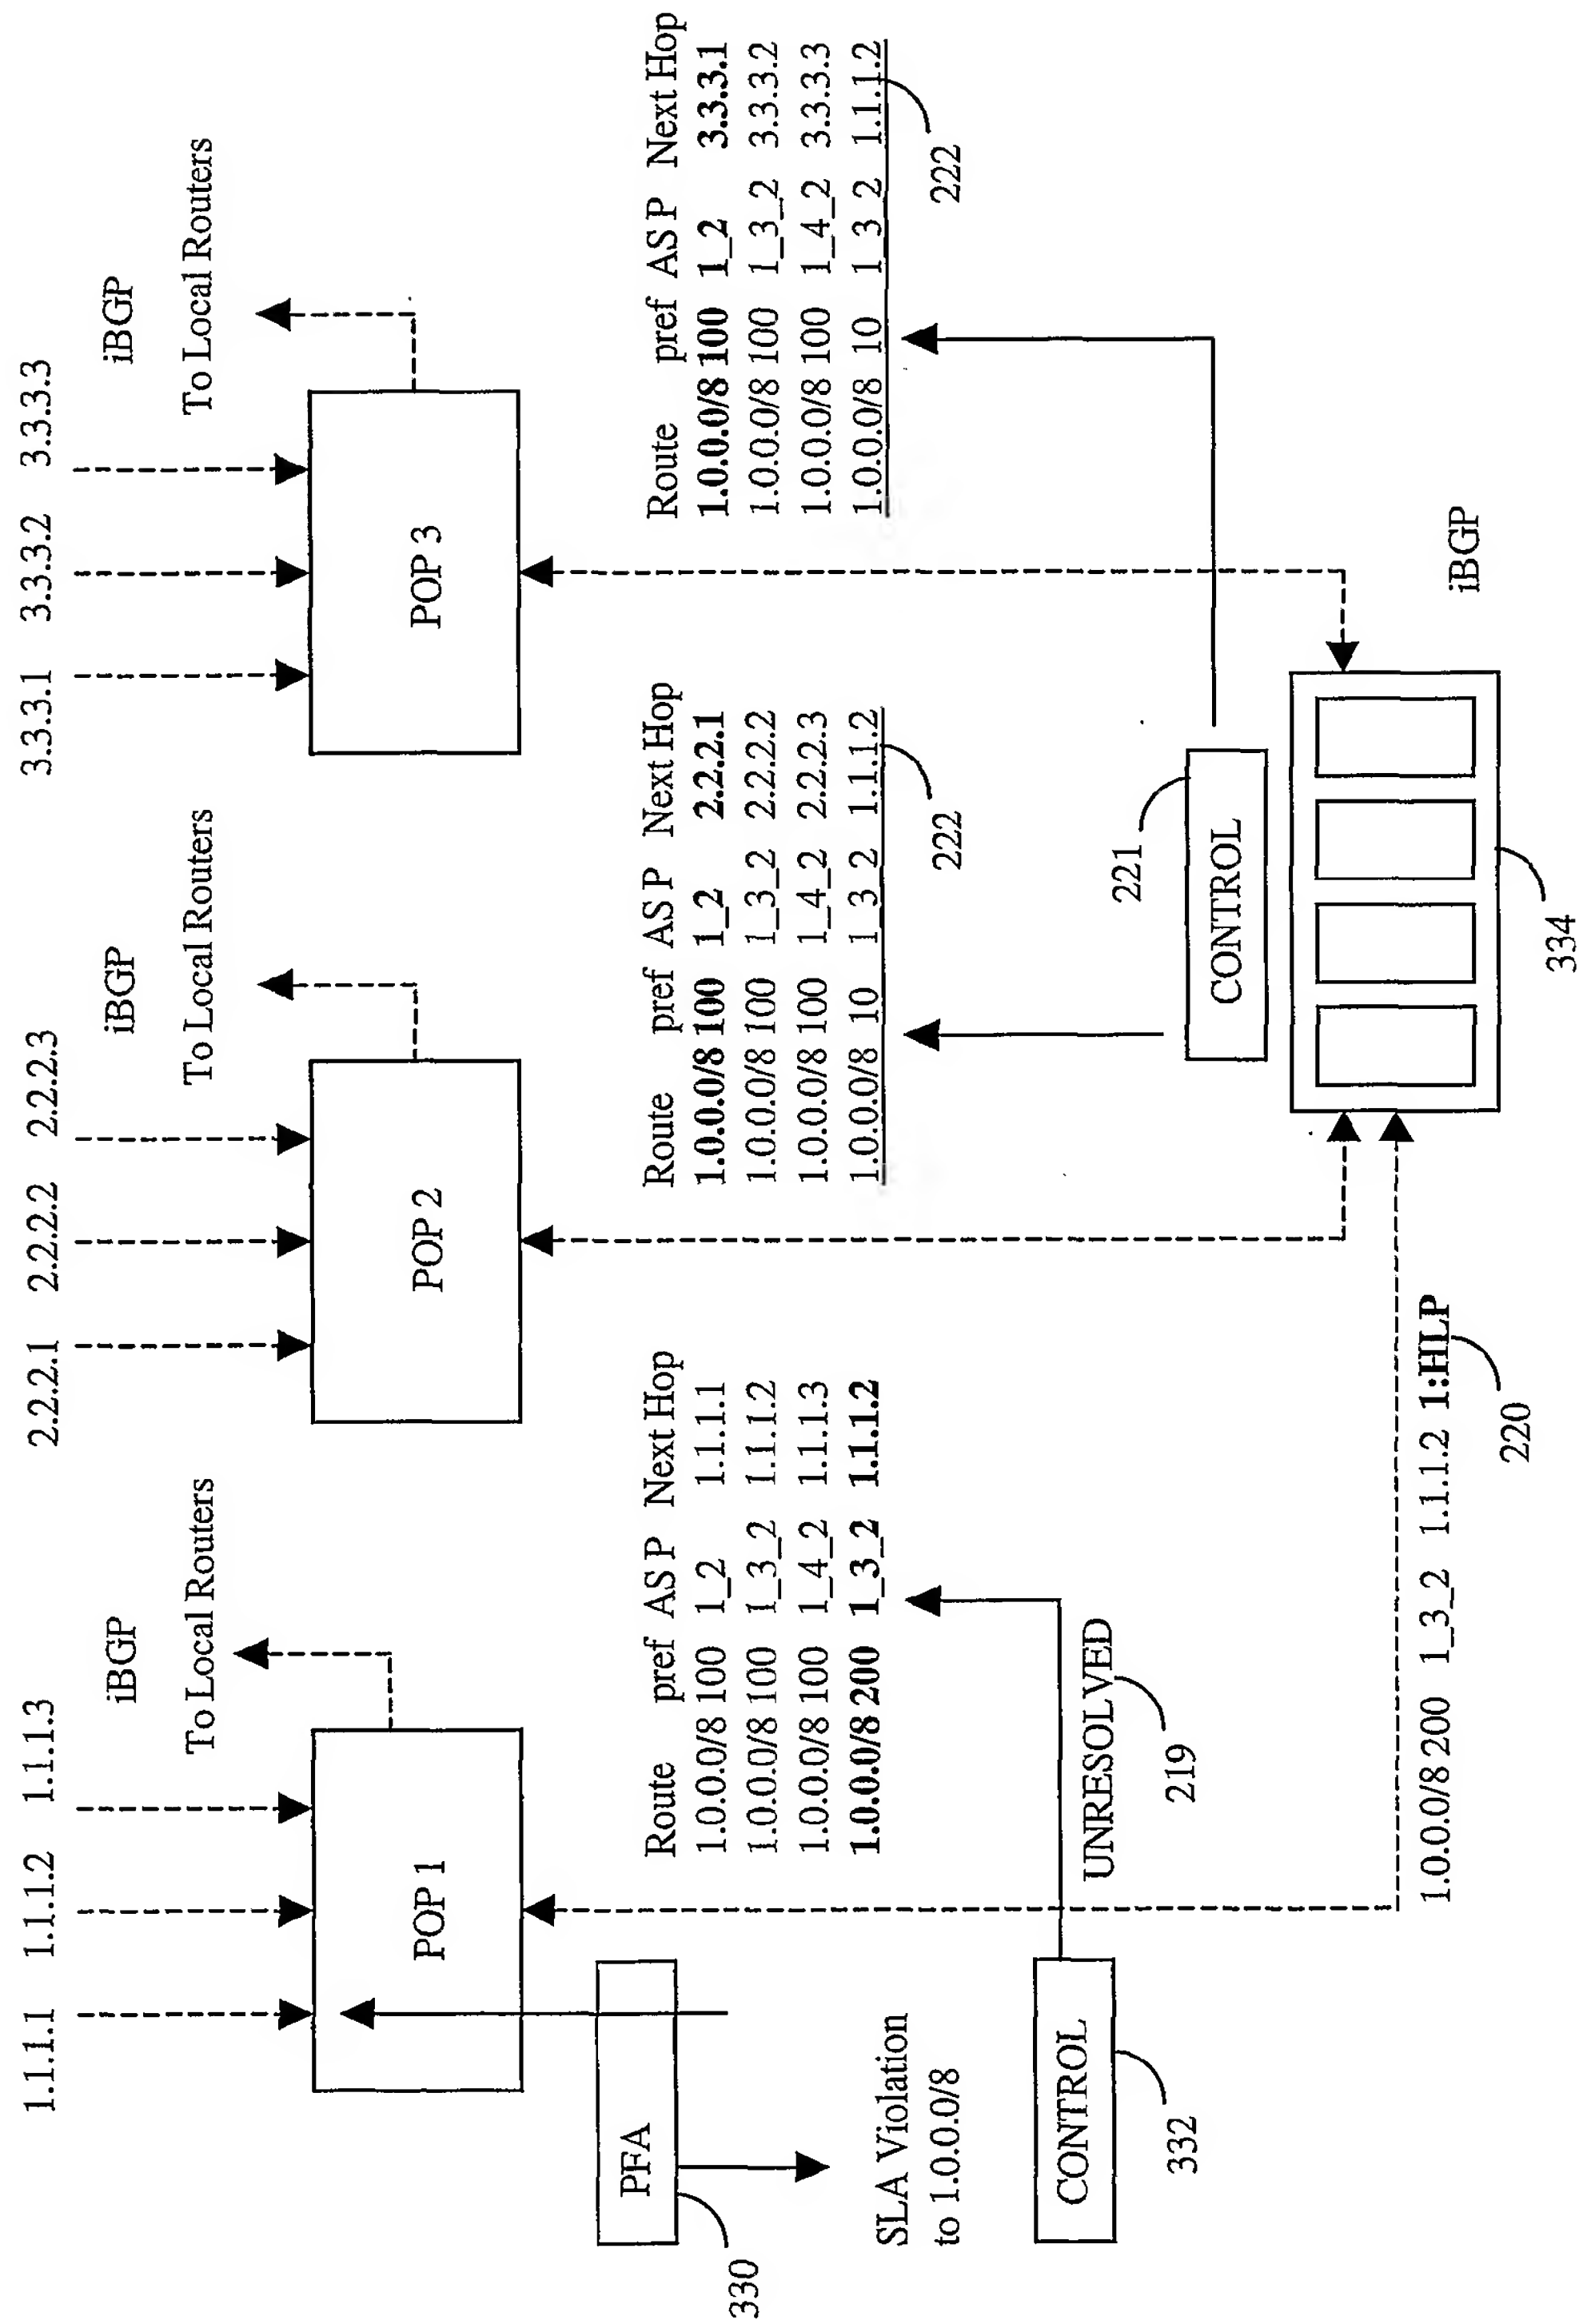 1.1.1.1 1.1.1.2 1.1.1.3
2.2.2.1 2.2.2.2 2.2.2.3
3.3.3.1 3.3.3.2 3.3.3.3
iBGP
To Local Routers
iBGP
To Local Routers
iBGP
To Local Routers
POP 1
POP 2
POP 3
PFA
330
SLA Violation
to 1.0.0.0/8
CONTROL
332
Route pref AS P Next Hop
1.0.0.0/8 100 1_2 1.1.1.1
1.0.0.0/8 100 1_3_2 1.1.1.2
1.0.0.0/8 100 1_4_2 1.1.1.3
1.0.0.0/8 200 1_3_2 1.1.1.2
UNRESOLVED
219
Route pref AS P Next Hop
1.0.0.0/8 100 1_2 2.2.2.1
1.0.0.0/8 100 1_3_2 2.2.2.2
1.0.0.0/8 100 1_4_2 2.2.2.3
1.0.0.0/8 10 1_3_2 1.1.1.2
222
Route pref AS P Next Hop
1.0.0.0/8 100 1_2 3.3.3.1
1.0.0.0/8 100 1_3_2 3.3.3.2
1.0.0.0/8 100 1_4_2 3.3.3.3
1.0.0.0/8 10 1_3_2 1.1.1.2
222
221
CONTROL
334
iBGP
1.0.0.0/8 200 1_3_2 1.1.1.2 1:HLP
220